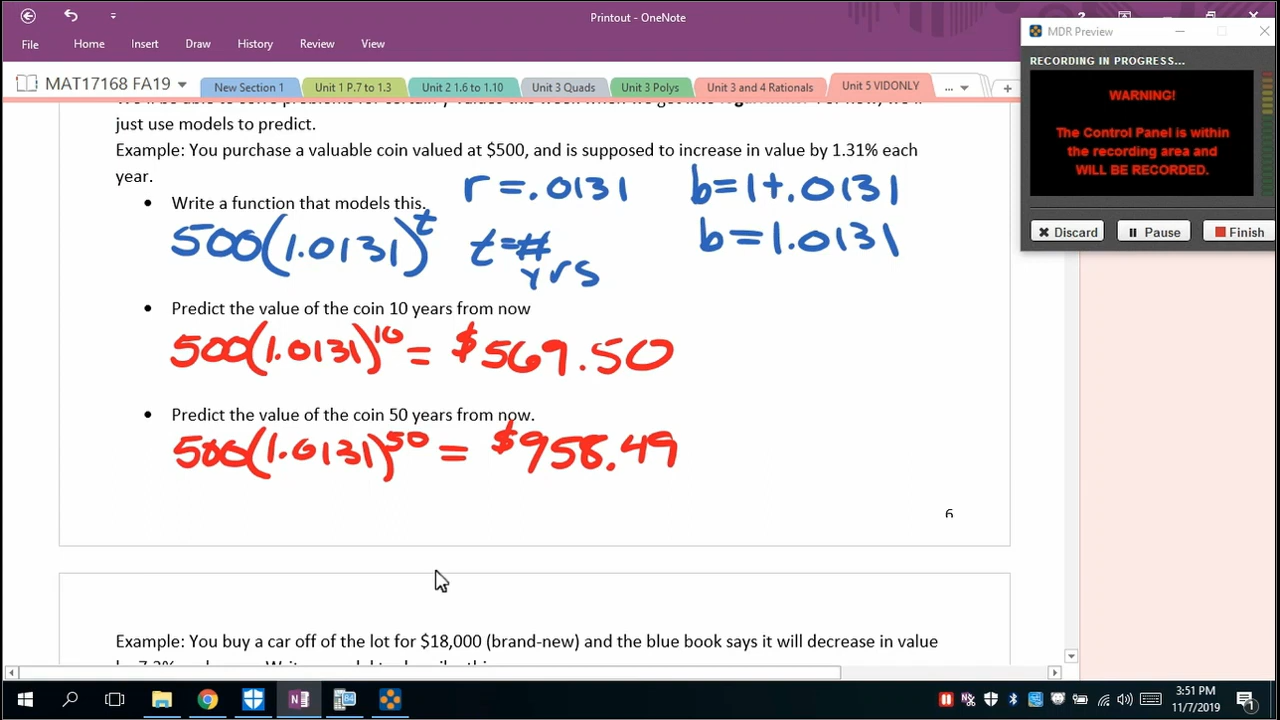 Printout - OneNote
File Home Insert Draw History Review View
MAT17168 FA19
New Section 1 Unit 1 P.7 to 1.3 Unit 2 1.6 to 1.10 Unit 3 Quads Unit 3 Polys Unit 3 and 4 Rationals Unit 5 VIDONLY ... +
MDR Preview
RECORDING IN PROGRESS...
WARNING!
The Control Panel is within
the recording area and
WILL BE RECORDED.
Discard Pause Finish
just use models to predict.
Example: You purchase a valuable coin valued at $500, and is supposed to increase in value by 1.31% each
year.
r = .0131 b = 1+.0131
• Write a function that models this.
500(1.0131)^t t = # yrs b = 1.0131
• Predict the value of the coin 10 years from now
500(1.0131)^10 = $569.50
• Predict the value of the coin 50 years from now.
500(1.0131)^50 = $958.49
6
Example: You buy a car off of the lot for $18,000 (brand-new) and the blue book says it will decrease in value
3:51 PM
11/7/2019